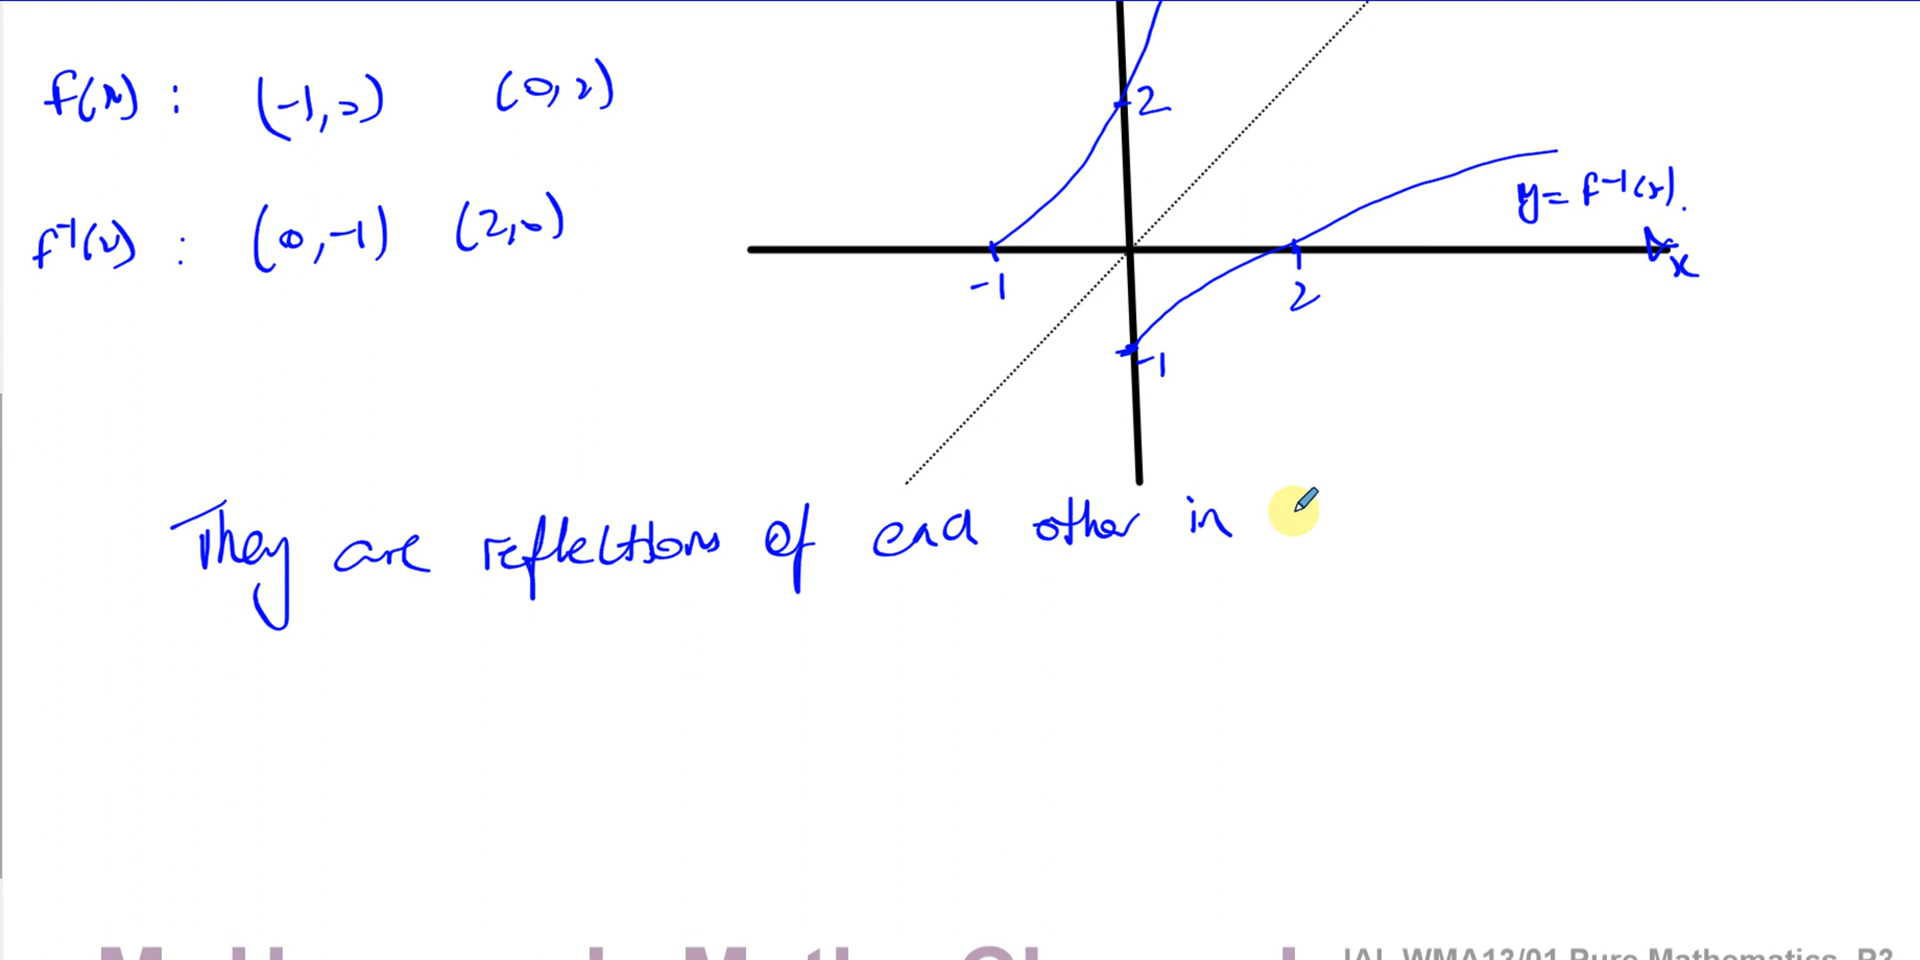 f(x) : (-1,0) (0,2)
2
y = f⁻¹(x).
f⁻¹(x) : (0,-1) (2,0)
x
-1
2
-1
They are reflections of each other in
IAL WMA13/01 Pure Mathematics P3